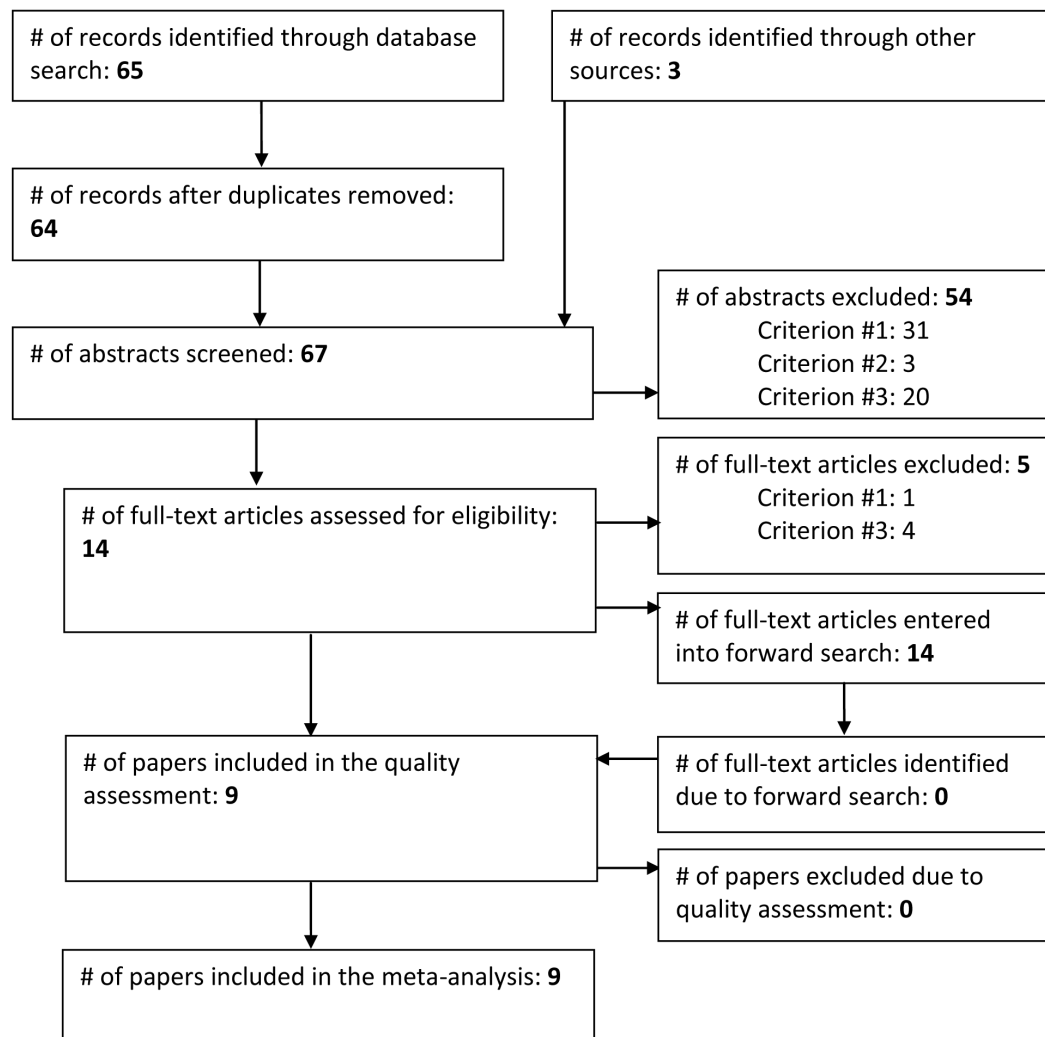 # of records identified through database
search: 65
# of records identified through other
sources: 3
# of records after duplicates removed:
64
# of abstracts screened: 67
# of abstracts excluded: 54
Criterion #1: 31
Criterion #2: 3
Criterion #3: 20
# of full-text articles assessed for eligibility:
14
# of full-text articles excluded: 5
Criterion #1: 1
Criterion #3: 4
# of full-text articles entered
into forward search: 14
# of papers included in the quality
assessment: 9
# of full-text articles identified
due to forward search: 0
# of papers excluded due to
quality assessment: 0
# of papers included in the meta-analysis: 9